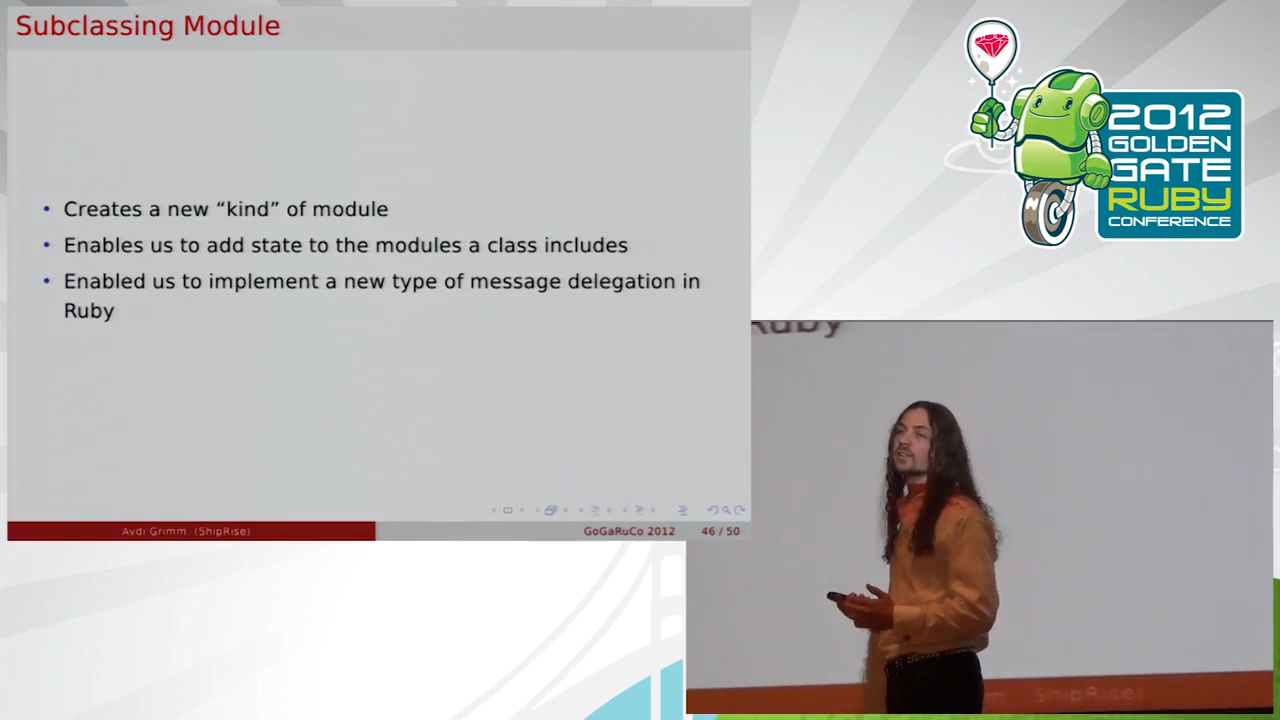 Subclassing Module
• Creates a new “kind” of module
• Enables us to add state to the modules a class includes
• Enabled us to implement a new type of message delegation in
Ruby
Avdi Grimm (ShipRise)
GoGaRuCo 2012
46 / 50
2012
GOLDEN
GATE
RUBY
CONFERENCE
Ruby
ShipRise)